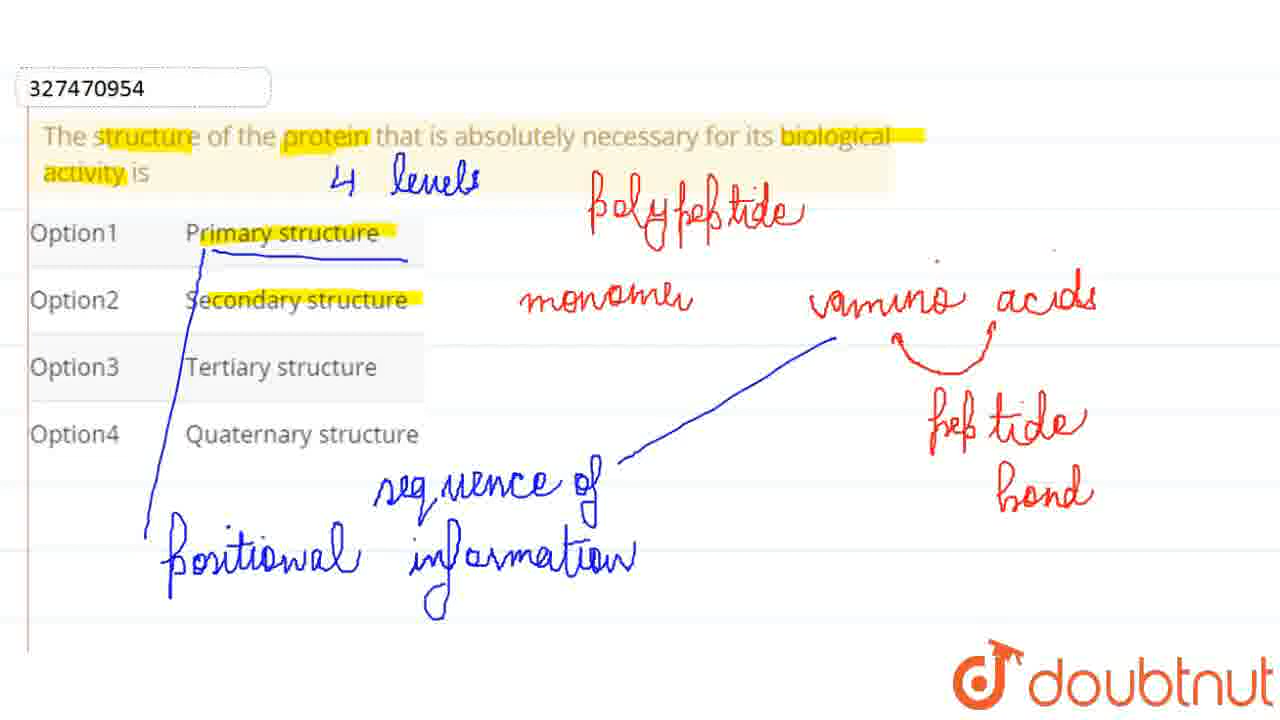 327470954
The structure of the protein that is absolutely necessary for its biological
activity is
4 levels
polypeptide
Option1 Primary structure
Option2 Secondary structure
monomer amino acids
Option3 Tertiary structure
peptide
bond
Option4 Quaternary structure
sequence of
positional information
doubtnut